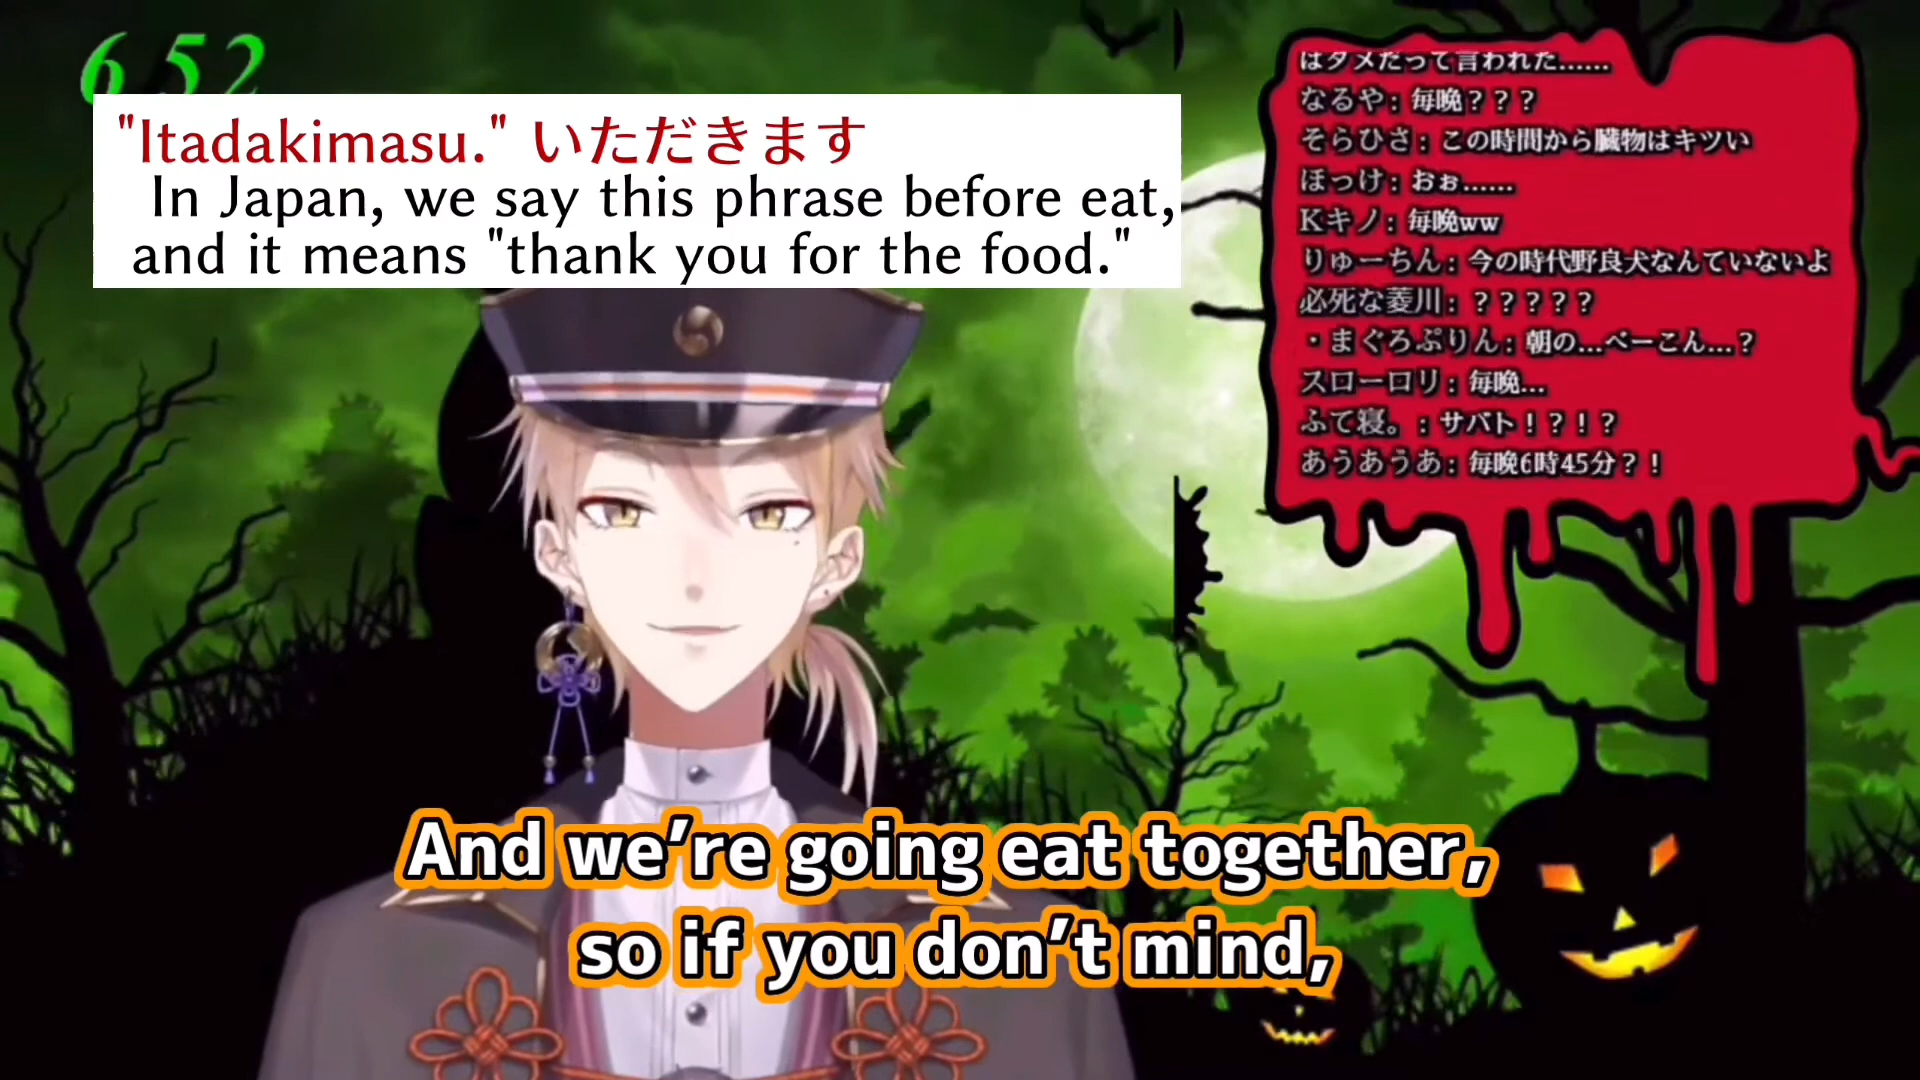 6 52
"Itadakimasu." いただきます
In Japan, we say this phrase before eat,
and it means "thank you for the food."
はダメだって言われた……
なるや: 毎晩？？？
そらひさ: この時間から臓物はキツい
ほっけ: おぉ……
Kキノ: 毎晩ww
りゅーちん: 今の時代野良犬なんていないよ
必死な菱川: ？？？？？
・まぐろぷりん: 朝の…べーこん…？
スローロリ: 毎晩…
ふて寝。: サバト！？！？
あうあうあ: 毎晩6時45分？！
And we’re going eat together,
so if you don’t mind,